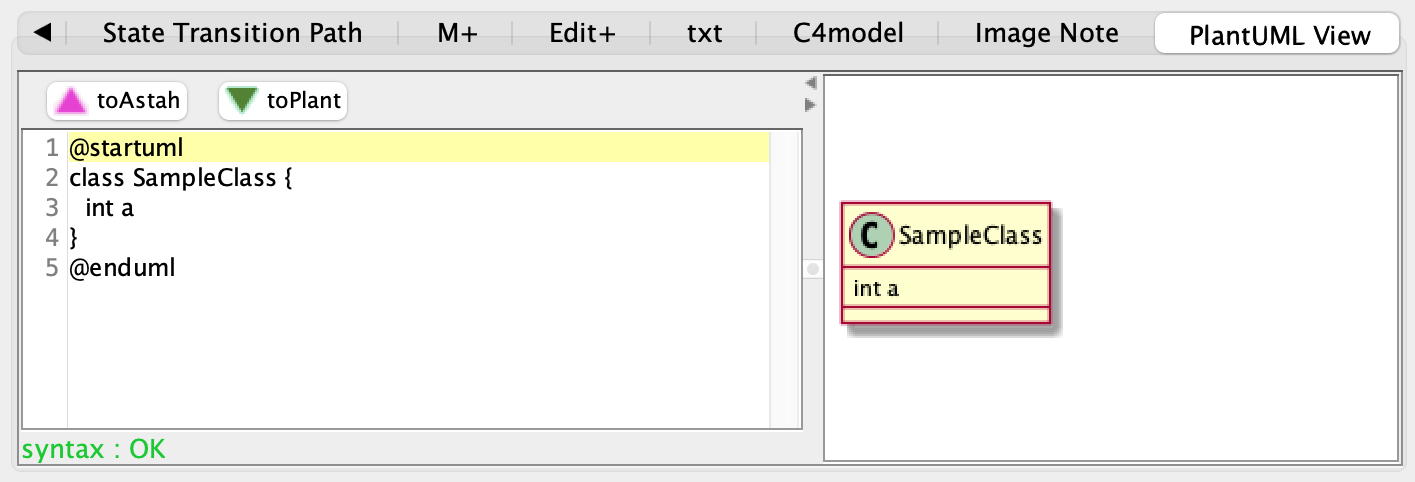 State Transition Path M+ Edit+ txt C4model Image Note PlantUML View
toAstah toPlant
1 @startuml
2 class SampleClass {
3   int a
4 }
5 @enduml
syntax : OK
C SampleClass
int a